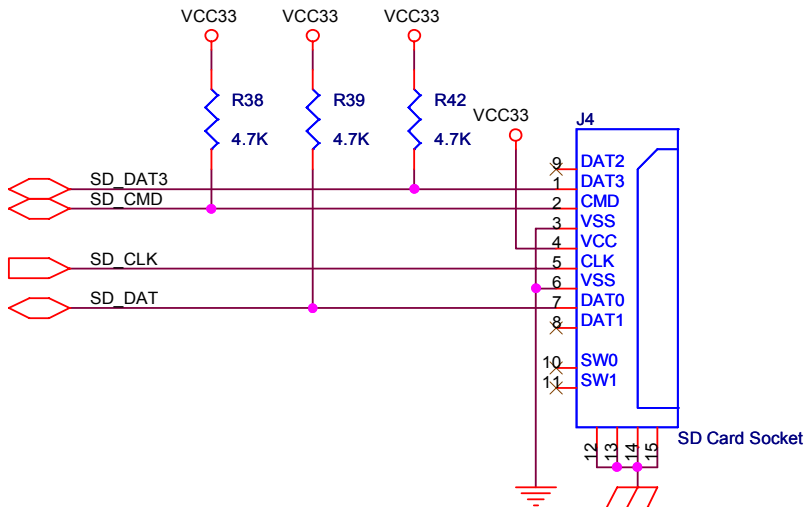 VCC33 VCC33 VCC33
R38 R39 R42
4.7K 4.7K 4.7K
VCC33
J4
SD_DAT3
SD_CMD
SD_CLK
SD_DAT
9 DAT2
1 DAT3
2 CMD
3 VSS
4 VCC
5 CLK
6 VSS
7 DAT0
8 DAT1
10 SW0
11 SW1
SD Card Socket
12 13 14 15